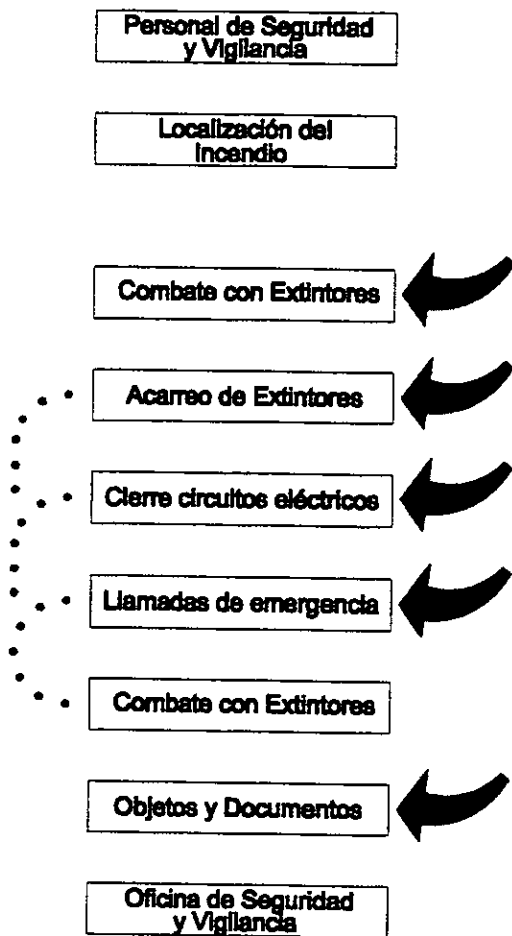 Personal de Seguridad
y Vigilancia
Localización del
Incendio
Combate con Extintores
Acarreo de Extintores
Cierre circuitos eléctricos
Llamadas de emergencia
Combate con Extintores
Objetos y Documentos
Oficina de Seguridad
y Vigilancia